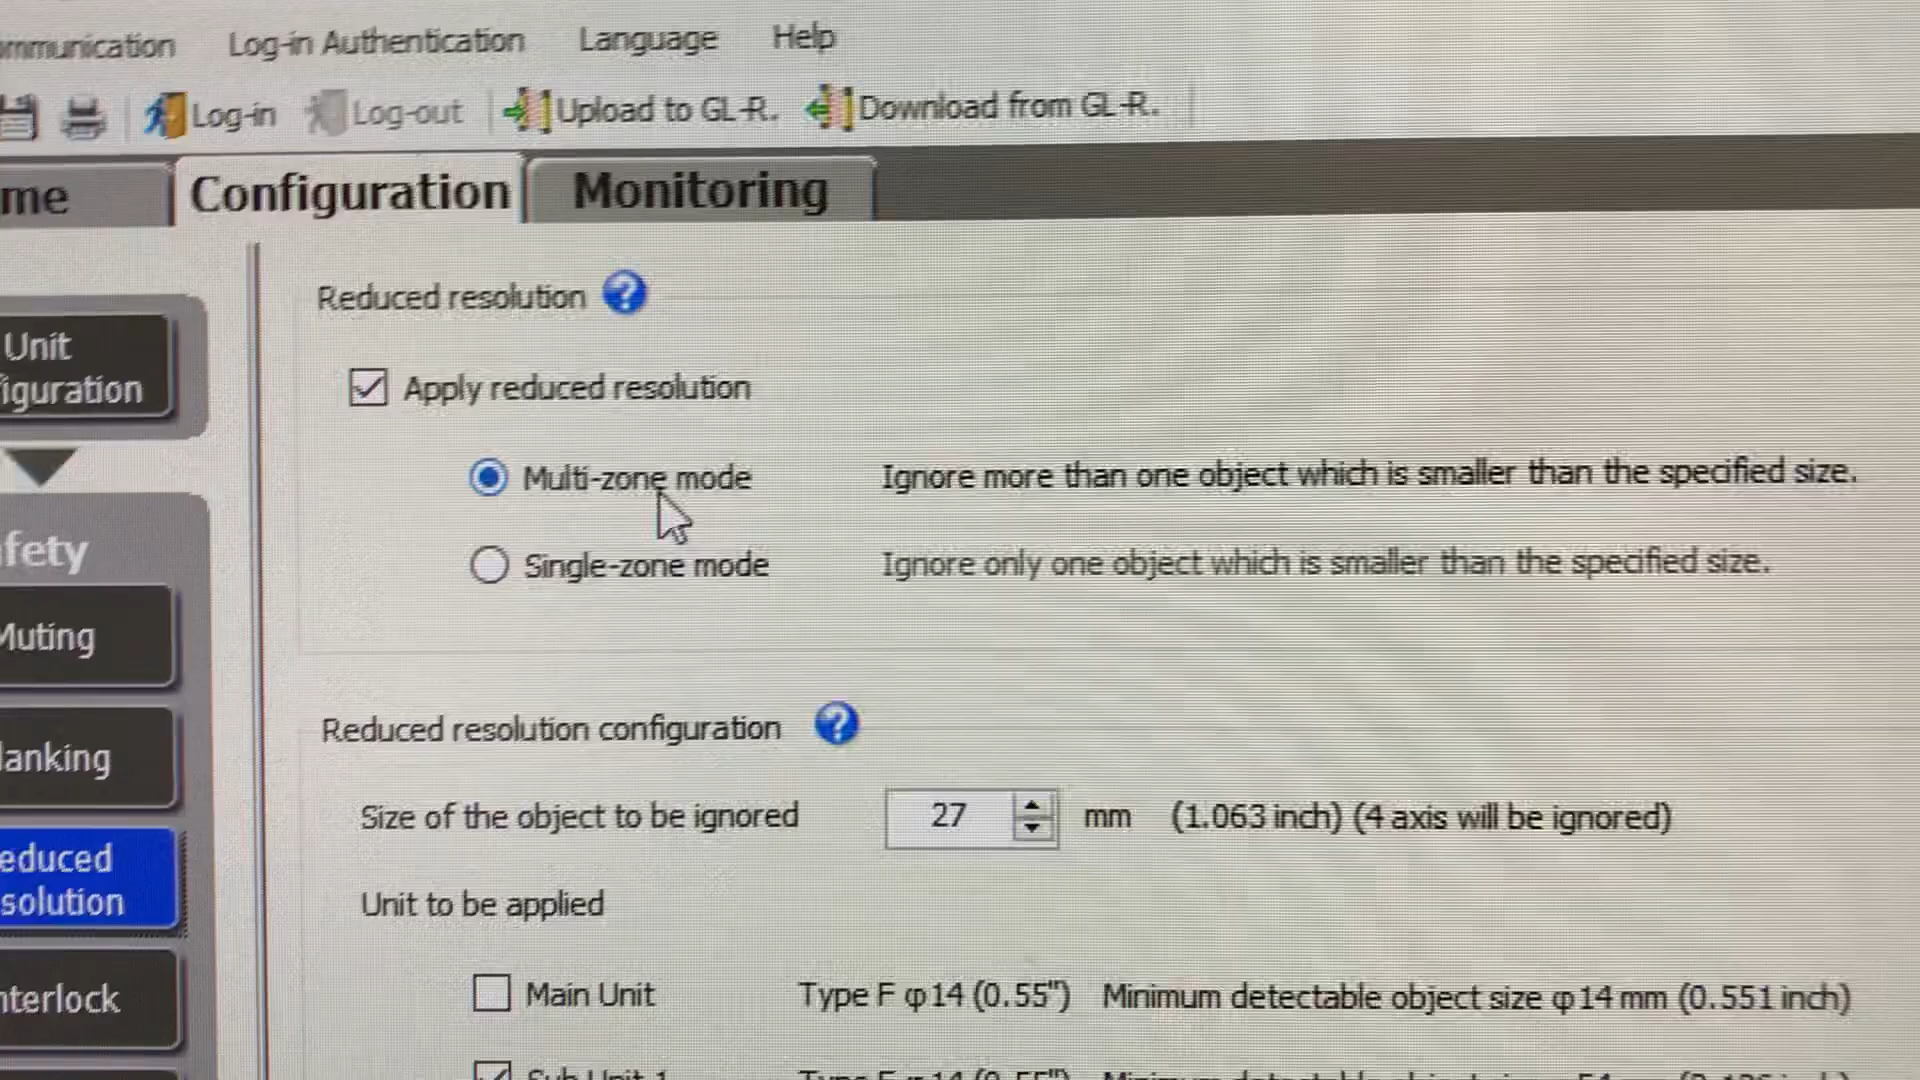 mmunication Log-in Authentication Language Help
Log-in Log-out Upload to GL-R. Download from GL-R.
me Configuration Monitoring
Reduced resolution
Unit
iguration
Apply reduced resolution
Multi-zone mode Ignore more than one object which is smaller than the specified size.
Single-zone mode Ignore only one object which is smaller than the specified size.
fety
Muting
lanking
educed
solution
nterlock
Reduced resolution configuration
Size of the object to be ignored 27 mm (1.063 inch) (4 axis will be ignored)
Unit to be applied
Main Unit Type F φ14 (0.55") Minimum detectable object size φ14 mm (0.551 inch)
Sub Unit 1